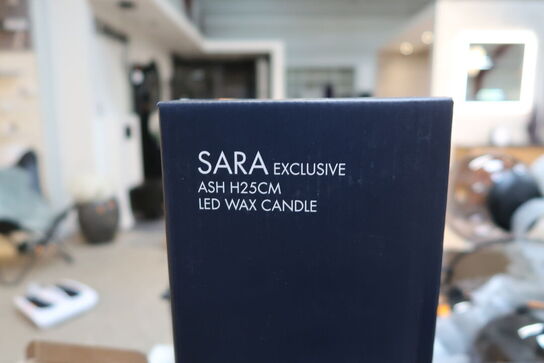 SARA EXCLUSIVE
ASH H25CM
LED WAX CANDLE